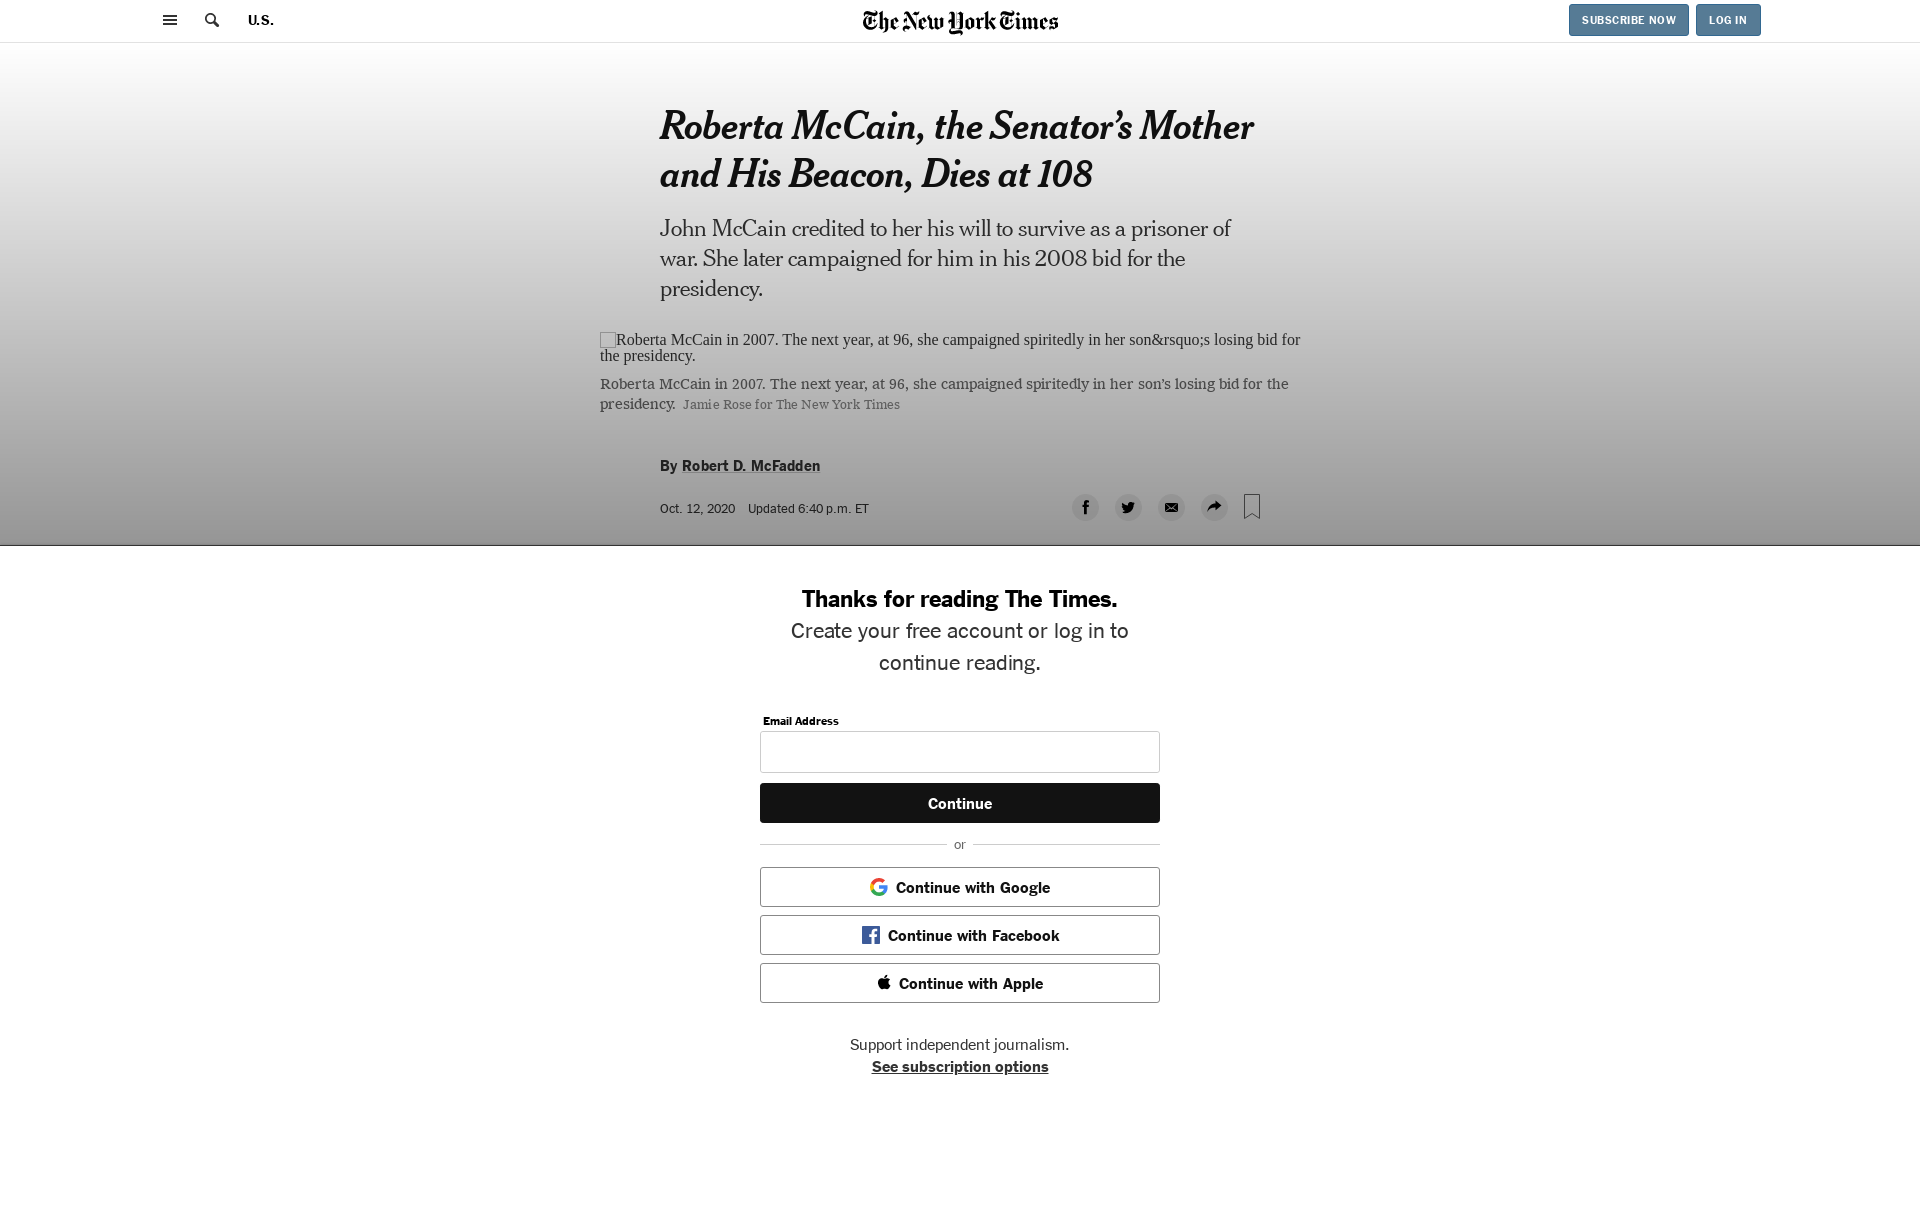 U.S.
The New York Times
SUBSCRIBE NOW
LOG IN
Roberta McCain, the Senator’s Mother
and His Beacon, Dies at 108
John McCain credited to her his will to survive as a prisoner of
war. She later campaigned for him in his 2008 bid for the
presidency.
Roberta McCain in 2007. The next year, at 96, she campaigned spiritedly in her son&rsquo;s losing bid for
the presidency.
Roberta McCain in 2007. The next year, at 96, she campaigned spiritedly in her son’s losing bid for the
presidency. Jamie Rose for The New York Times
By Robert D. McFadden
Oct. 12, 2020 Updated 6:40 p.m. ET
Thanks for reading The Times.
Create your free account or log in to
continue reading.
Email Address
Continue
or
Continue with Google
Continue with Facebook
Continue with Apple
Support independent journalism.
See subscription options